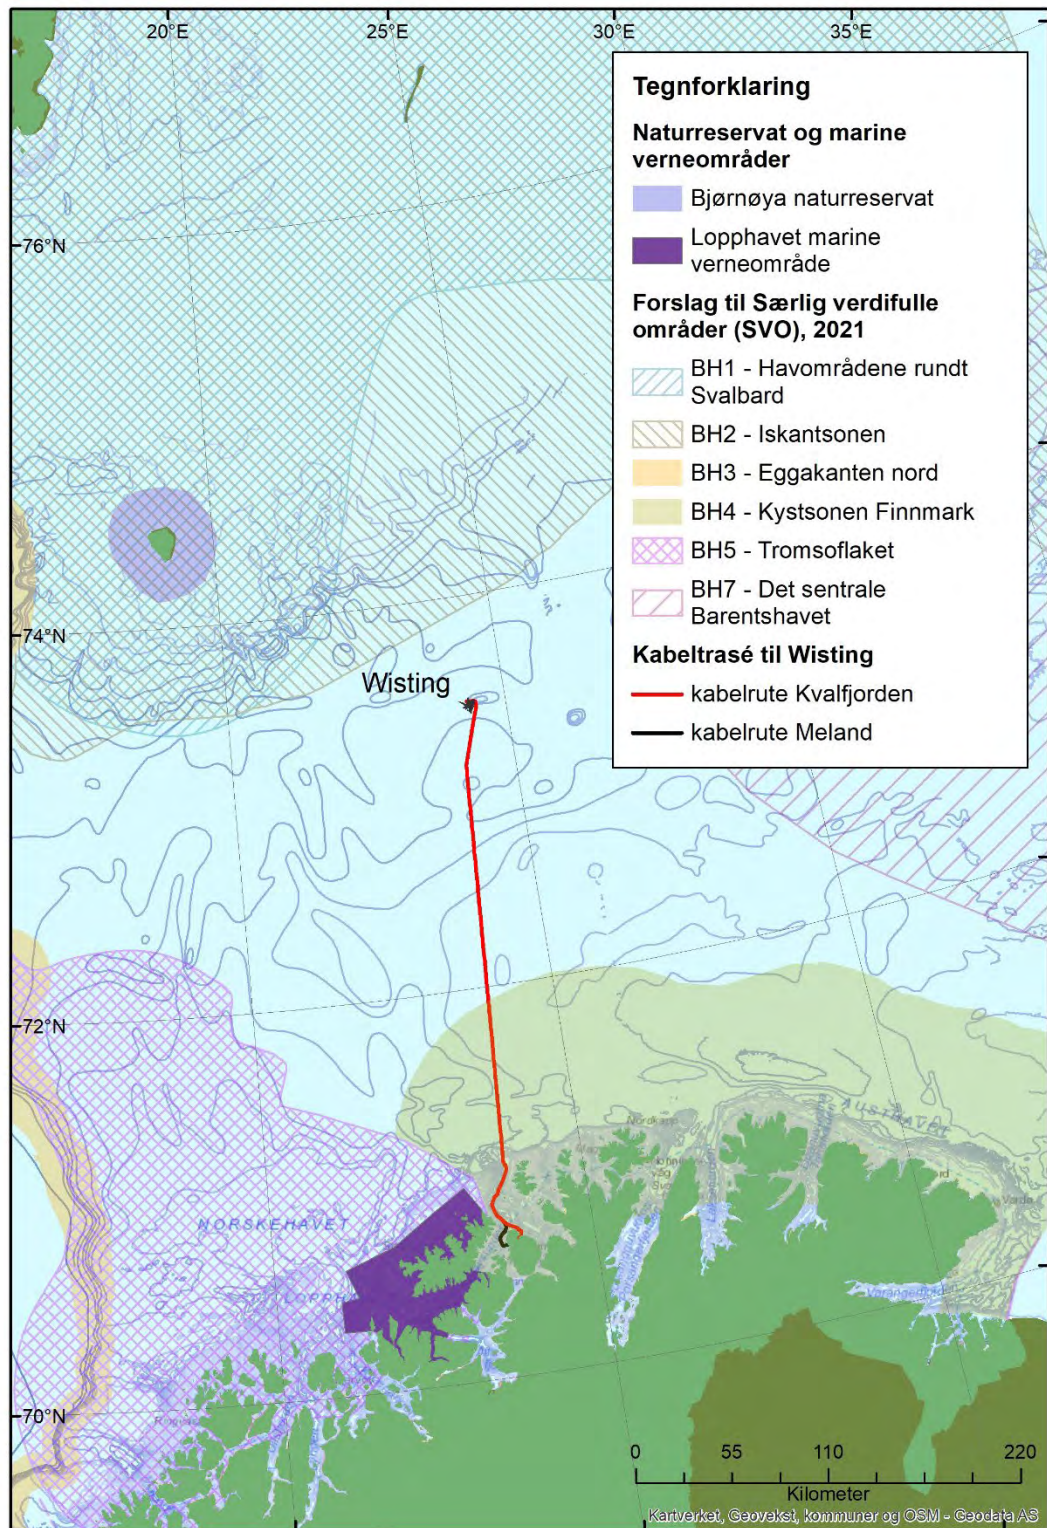 20°E 25°E 30°E 35°E
Tegnforklaring
Naturreservat og marine
verneområder
Bjørnøya naturreservat
Lopphavet marine
verneområde
Forslag til Særlig verdifulle
områder (SVO), 2021
BH1 - Havområdene rundt
Svalbard
BH2 - Iskantsonen
BH3 - Eggakanten nord
BH4 - Kystsonen Finnmark
BH5 - Tromsoflaket
BH7 - Det sentrale
Barentshavet
Kabeltrasé til Wisting
kabelrute Kvalfjorden
kabelrute Meland
76°N
74°N
Wisting
72°N
AUSTHAVET
Nordkapp
NORSKEHAVET
Varangerfjord
70°N
0 55 110 220
Kilometer
Kartverket, Geovekst, kommuner og OSM - Geodata AS